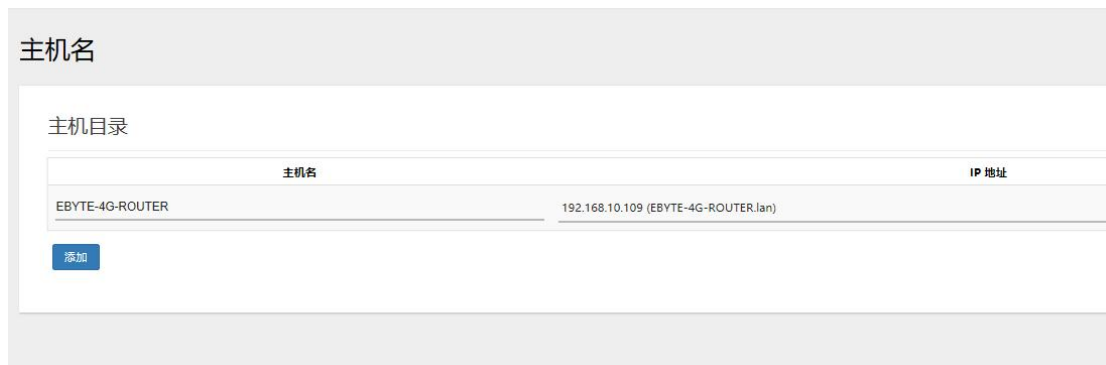 主机名
主机目录
主机名 IP 地址
EBYTE-4G-ROUTER 192.168.10.109 (EBYTE-4G-ROUTER.lan)
添加